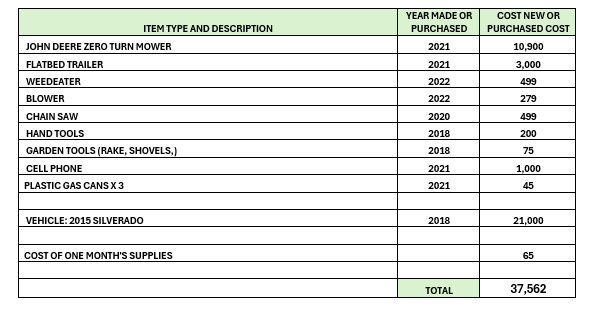 ITEM TYPE AND DESCRIPTION YEAR MADE OR PURCHASED COST NEW OR PURCHASED COST
JOHN DEERE ZERO TURN MOWER 2021 10,900
FLATBED TRAILER 2021 3,000
WEEDEATER 2022 499
BLOWER 2022 279
CHAIN SAW 2020 499
HAND TOOLS 2018 200
GARDEN TOOLS (RAKE, SHOVELS,) 2018 75
CELL PHONE 2021 1,000
PLASTIC GAS CANS X 3 2021 45
VEHICLE: 2015 SILVERADO 2018 21,000
COST OF ONE MONTH'S SUPPLIES 65
TOTAL 37,562